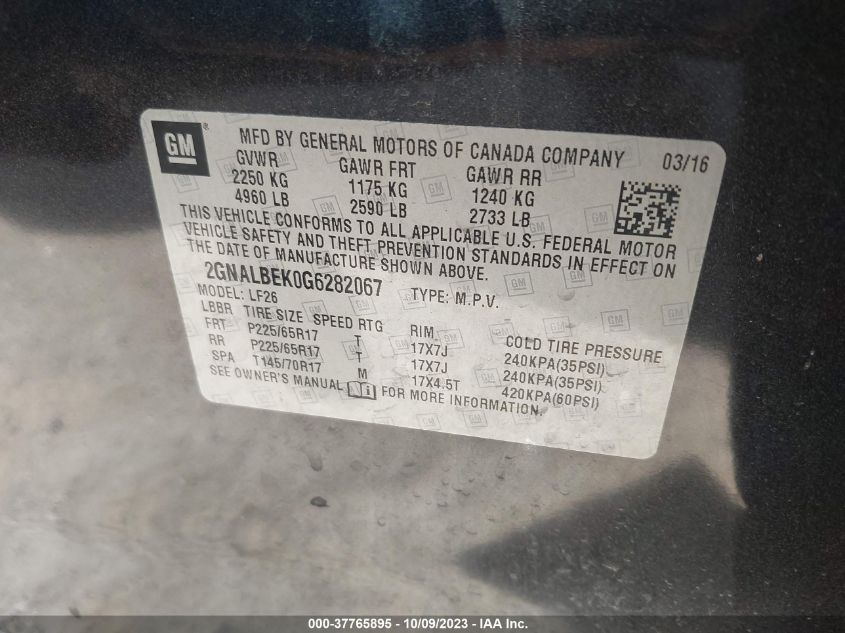 GM ®
MFD BY GENERAL MOTORS OF CANADA COMPANY 03/16
GVWR GAWR FRT GAWR RR
2250 KG 1175 KG 1240 KG
4960 LB 2590 LB 2733 LB
THIS VEHICLE CONFORMS TO ALL APPLICABLE U.S. FEDERAL MOTOR
VEHICLE SAFETY AND THEFT PREVENTION STANDARDS IN EFFECT ON
THE DATE OF MANUFACTURE SHOWN ABOVE.
2GNALBEK0G6282067 TYPE: M.P.V.
MODEL: LF26
LBBR TIRE SIZE SPEED RTG RIM COLD TIRE PRESSURE
FRT P225/65R17 T 17X7J 240KPA(35PSI)
RR P225/65R17 T 17X7J 240KPA(35PSI)
SPA T145/70R17 M 17X4.5T 420KPA(60PSI)
SEE OWNER'S MANUAL FOR MORE INFORMATION.
000-37765895 - 10/09/2023 - IAA Inc.